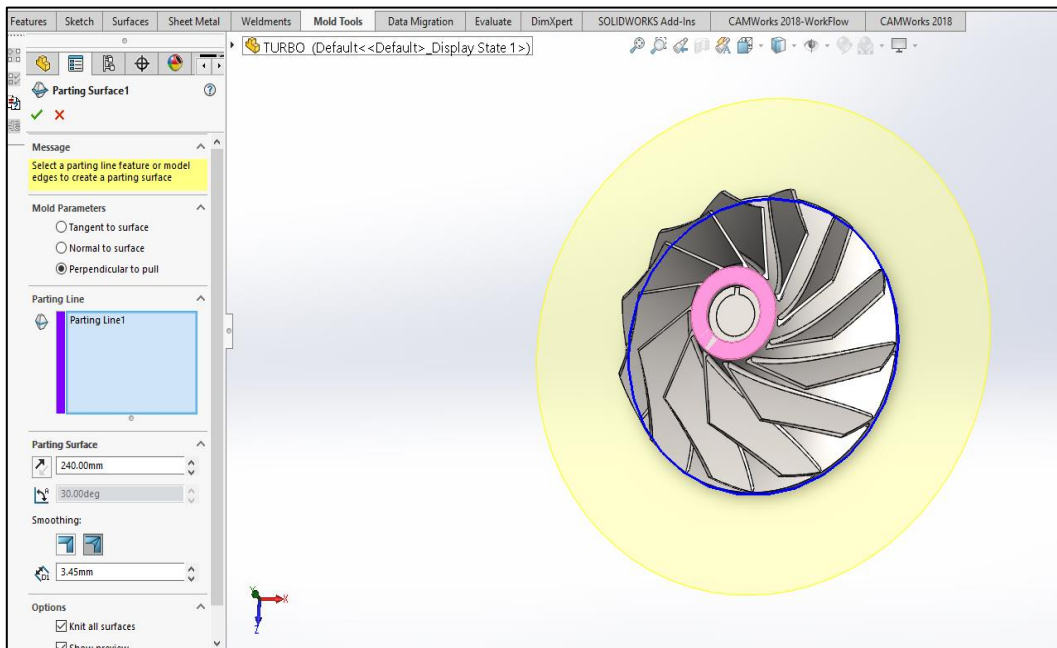 Features Sketch Surfaces Sheet Metal Weldments Mold Tools Data Migration Evaluate DimXpert SOLIDWORKS Add-Ins CAMWorks 2018-WorkFlow CAMWorks 2018
TURBO (Default<<Default>_Display State 1>)
Parting Surface1
Message
Select a parting line feature or model
edges to create a parting surface
Mold Parameters
Tangent to surface
Normal to surface
Perpendicular to pull
Parting Line
Parting Line1
Parting Surface
240.00mm
30.00deg
Smoothing:
D1
3.45mm
Options
Knit all surfaces
Show preview
Y
X
Z